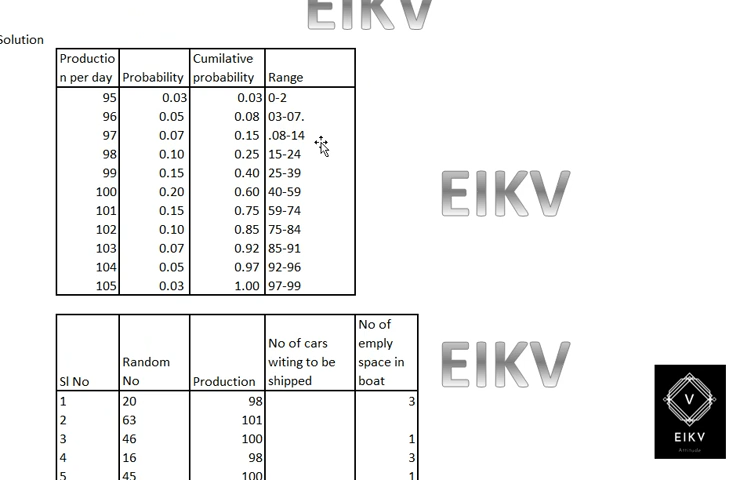 EIKV
Solution
Productio n per day Probability Cumilative probability Range
95 0.03 0.03 0-2
96 0.05 0.08 03-07.
97 0.07 0.15 .08-14
98 0.10 0.25 15-24
99 0.15 0.40 25-39
100 0.20 0.60 40-59
101 0.15 0.75 59-74
102 0.10 0.85 75-84
103 0.07 0.92 85-91
104 0.05 0.97 92-96
105 0.03 1.00 97-99
EIKV
Sl No Random No Production No of cars witing to be shipped No of emply space in boat
1 20 98 3
2 63 101
3 46 100 1
4 16 98 3
5 45 100 1
EIKV
V
EIKV
Attitude